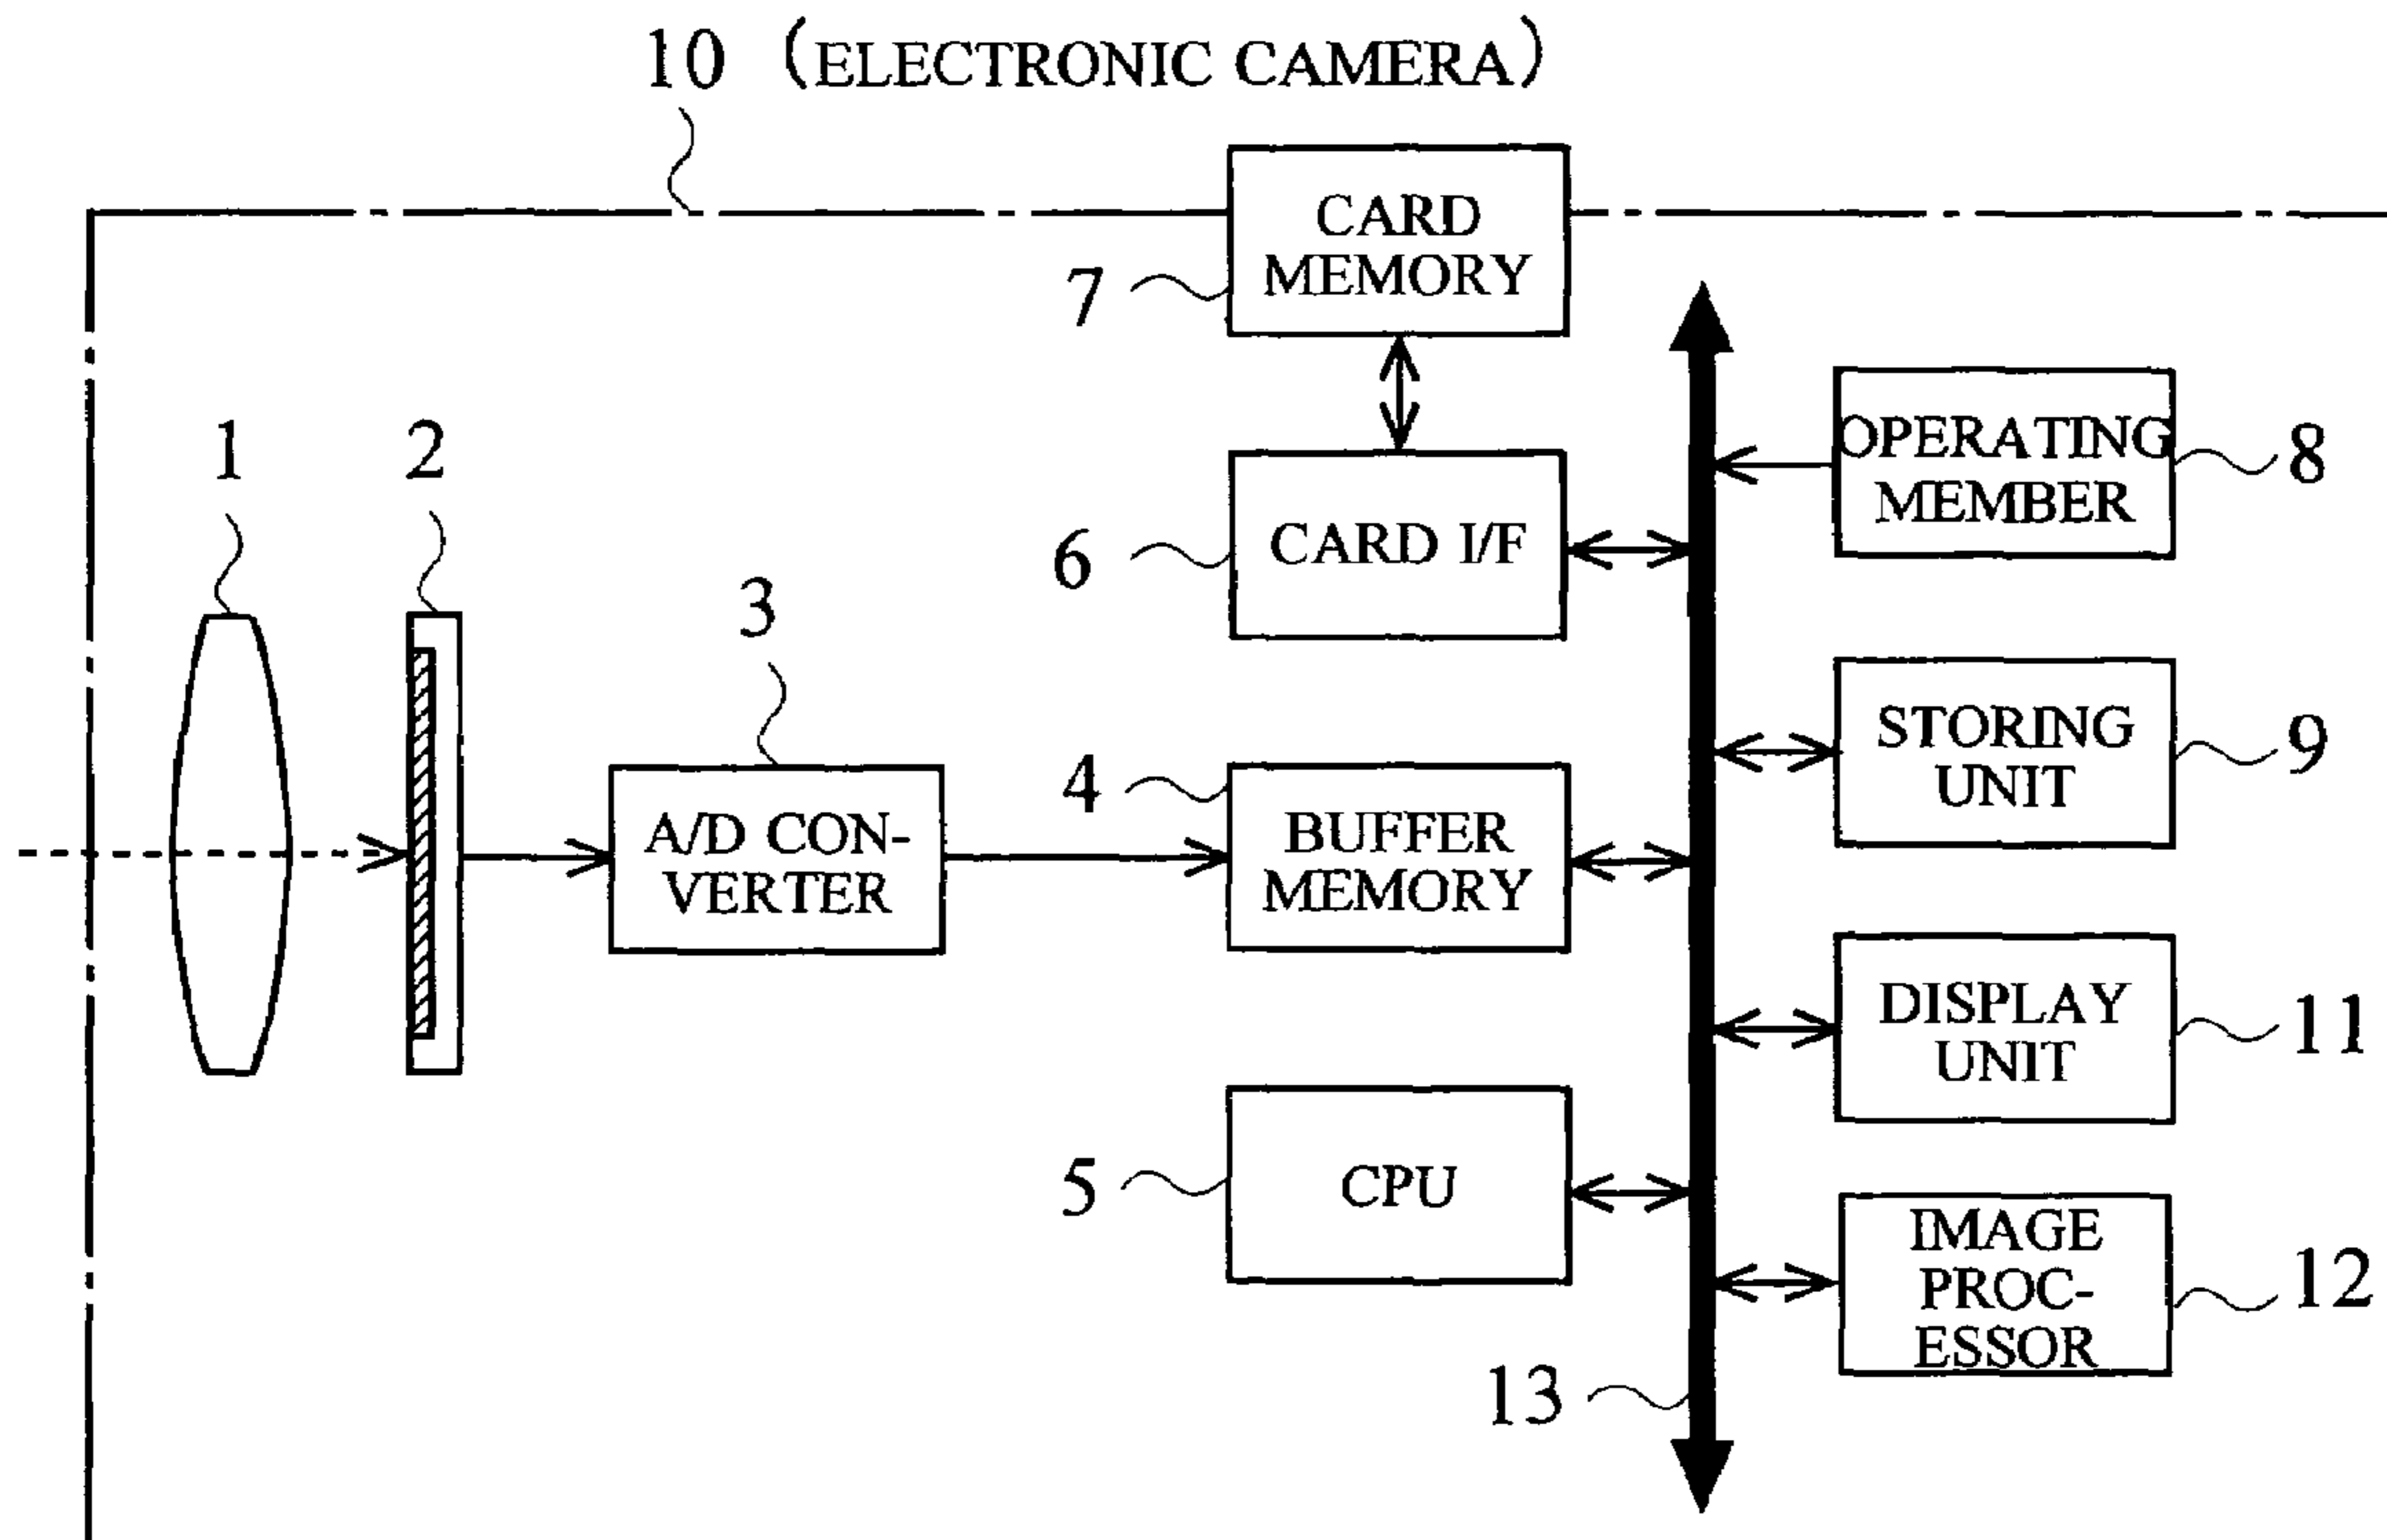 10 (ELECTRONIC CAMERA)
CARD
MEMORY
7
1
2
OPERATING
MEMBER
8
CARD I/F
6
3
STORING
UNIT
9
4
A/D CON-
VERTER
BUFFER
MEMORY
DISPLAY
UNIT
11
5
CPU
IMAGE
PROC-
ESSOR
12
13